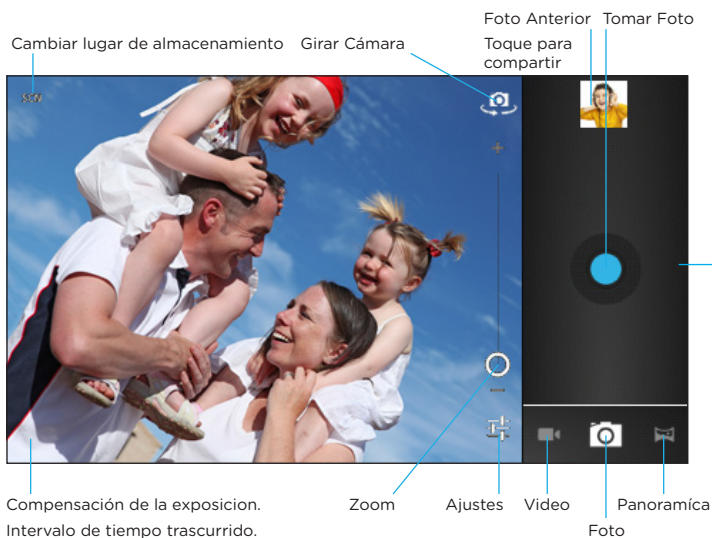 Foto Anterior
Tomar Foto
Cambiar lugar de almacenamiento
Girar Cámara
Toque para
compartir
SCN
Compensación de la exposicion.
Zoom
Ajustes
Video
Panoramíca
Intervalo de tiempo trascurrido.
Foto